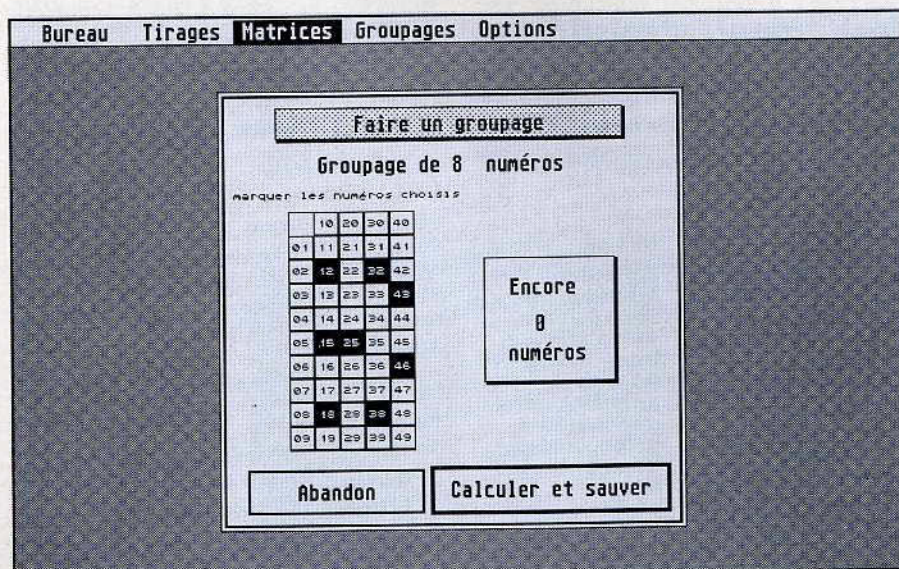 Bureau Tirages Matrices Groupages Options
Faire un groupage
Groupage de 8 numéros
marquer les numéros choisis
10 20 30 40
01 11 21 31 41
02 12 22 32 42
03 13 23 33 43
04 14 24 34 44
05 15 25 35 45
06 16 26 36 46
07 17 27 37 47
08 18 28 38 48
09 19 29 39 49
Encore
0
numéros
Abandon
Calculer et sauver